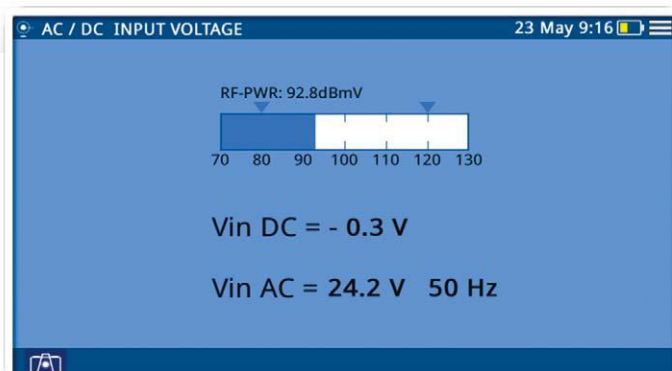 AC / DC INPUT VOLTAGE 23 May 9:16
RF-PWR: 92.8dBmV
70 80 90 100 110 120 130
Vin DC = - 0.3 V
Vin AC = 24.2 V 50 Hz